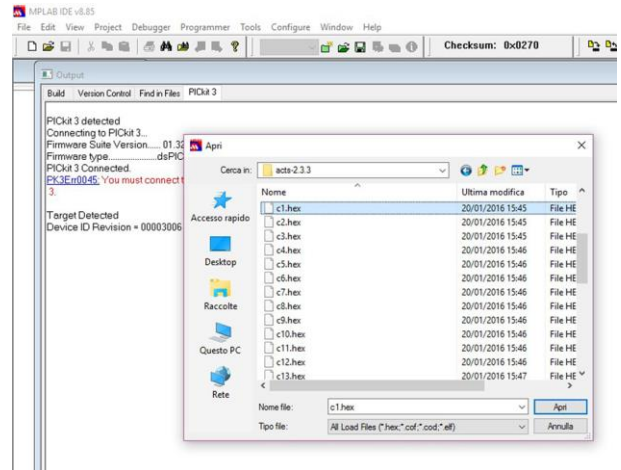 MPLAB IDE v8.85
File Edit View Project Debugger Programmer Tools Configure Window Help
Checksum: 0x0270
Output
Build Version Control Find in Files PICkit 3
PICkit 3 detected
Connecting to PICkit 3...
Firmware Suite Version...... 01.32
Firmware type......................dsPIC
PICkit 3 Connected.
PK3Err0045: You must connect t
3.
Target Detected
Device ID Revision = 00003006
Apri
Cerca in: acts-2.3.3
Nome Ultima modifica Tipo
c1.hex 20/01/2016 15:45 File HE
c2.hex 20/01/2016 15:45 File HE
c3.hex 20/01/2016 15:45 File HE
c4.hex 20/01/2016 15:46 File HE
c5.hex 20/01/2016 15:46 File HE
c6.hex 20/01/2016 15:46 File HE
c7.hex 20/01/2016 15:46 File HE
c8.hex 20/01/2016 15:46 File HE
c9.hex 20/01/2016 15:46 File HE
c10.hex 20/01/2016 15:46 File HE
c11.hex 20/01/2016 15:46 File HE
c12.hex 20/01/2016 15:46 File HE
c13.hex 20/01/2016 15:47 File HE
Accesso rapido
Desktop
Raccolte
Questo PC
Rete
Nome file: c1.hex Apri
Tipo file: All Load Files (*.hex;*.cof;*.cod;*.elf) Annulla